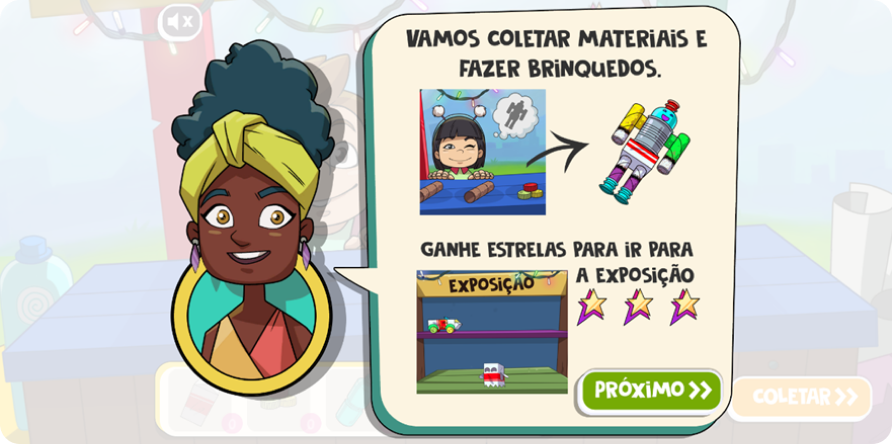 VAMOS COLETAR MATERIAIS E
FAZER BRINQUEDOS.
GANHE ESTRELAS PARA IR PARA
A EXPOSIÇÃO
EXPOSIÇÃO
PRÓXIMO >>
COLETAR >>